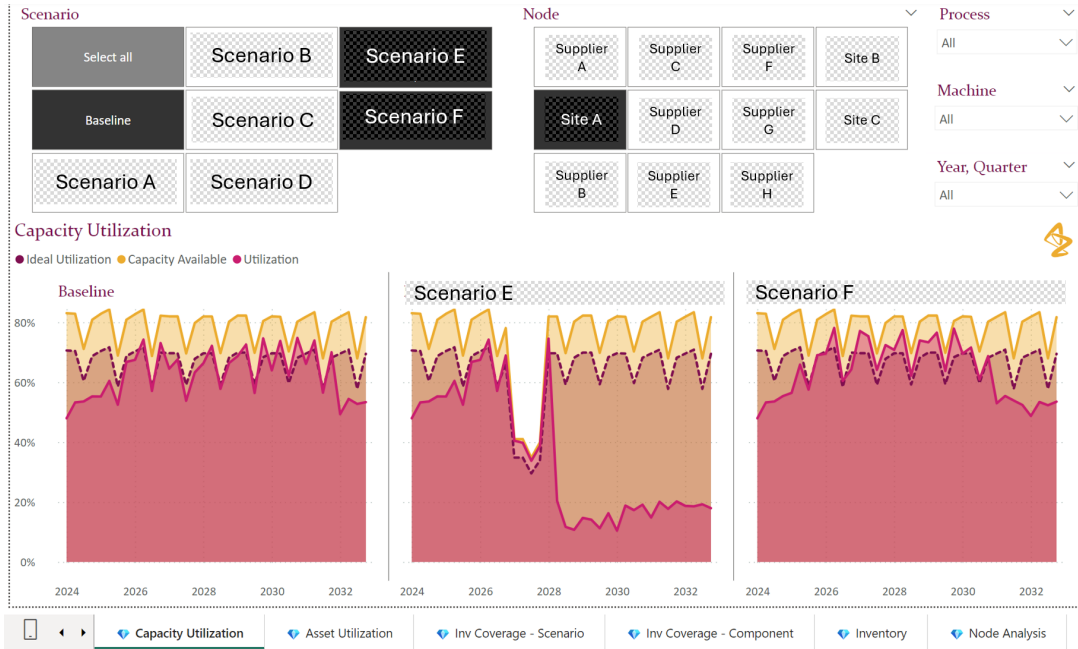 Scenario
Select all
Scenario B
Scenario E
Baseline
Scenario C
Scenario F
Scenario A
Scenario D
Node
Supplier
A
Supplier
C
Supplier
F
Site B
Site A
Supplier
D
Supplier
G
Site C
Supplier
B
Supplier
E
Supplier
H
Process
All
Machine
All
Year, Quarter
All
Capacity Utilization
Ideal Utilization Capacity Available Utilization
Baseline
Scenario E
Scenario F
80%
60%
40%
20%
0%
2024 2026 2028 2030 2032
2024 2026 2028 2030 2032
2024 2026 2028 2030 2032
Capacity Utilization
Asset Utilization
Inv Coverage - Scenario
Inv Coverage - Component
Inventory
Node Analysis